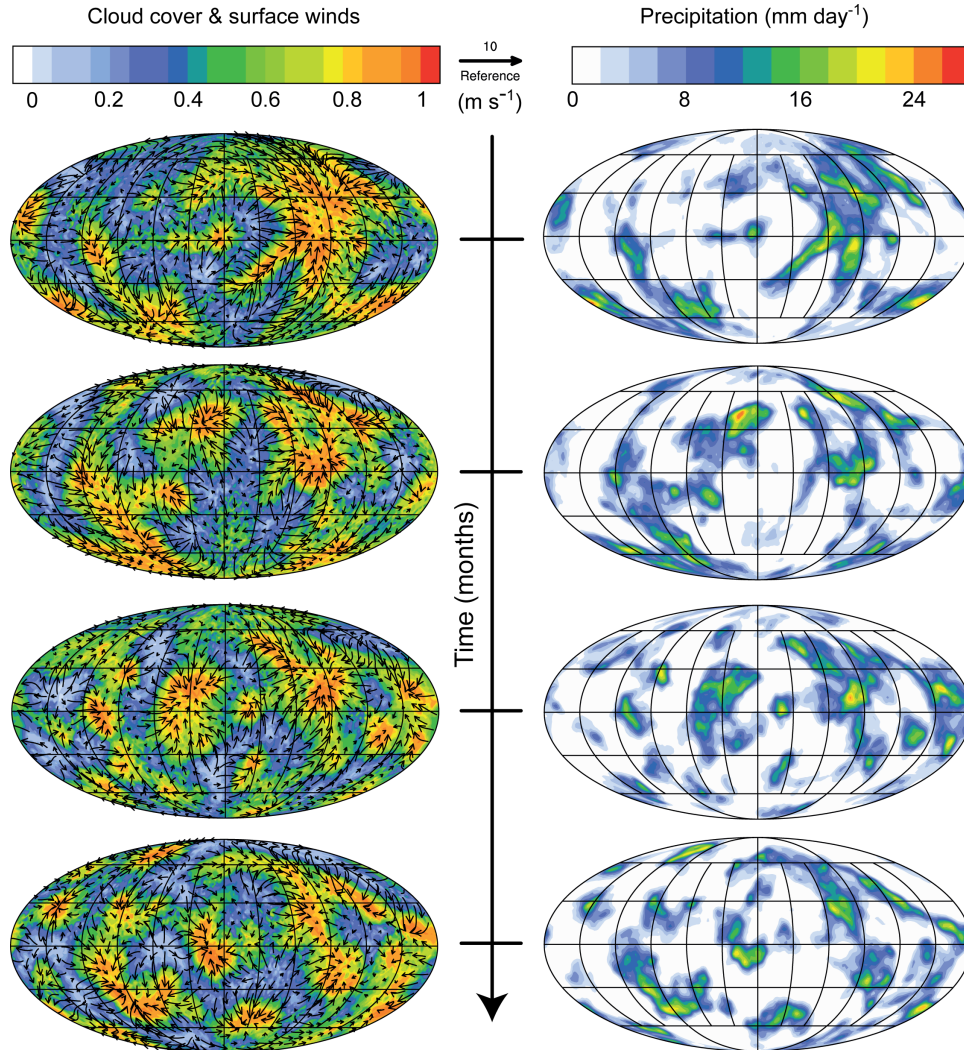 Cloud cover & surface winds
0 0.2 0.4 0.6 0.8 1
10
Reference
(m s⁻¹)
Precipitation (mm day⁻¹)
0 8 16 24
Time (months)